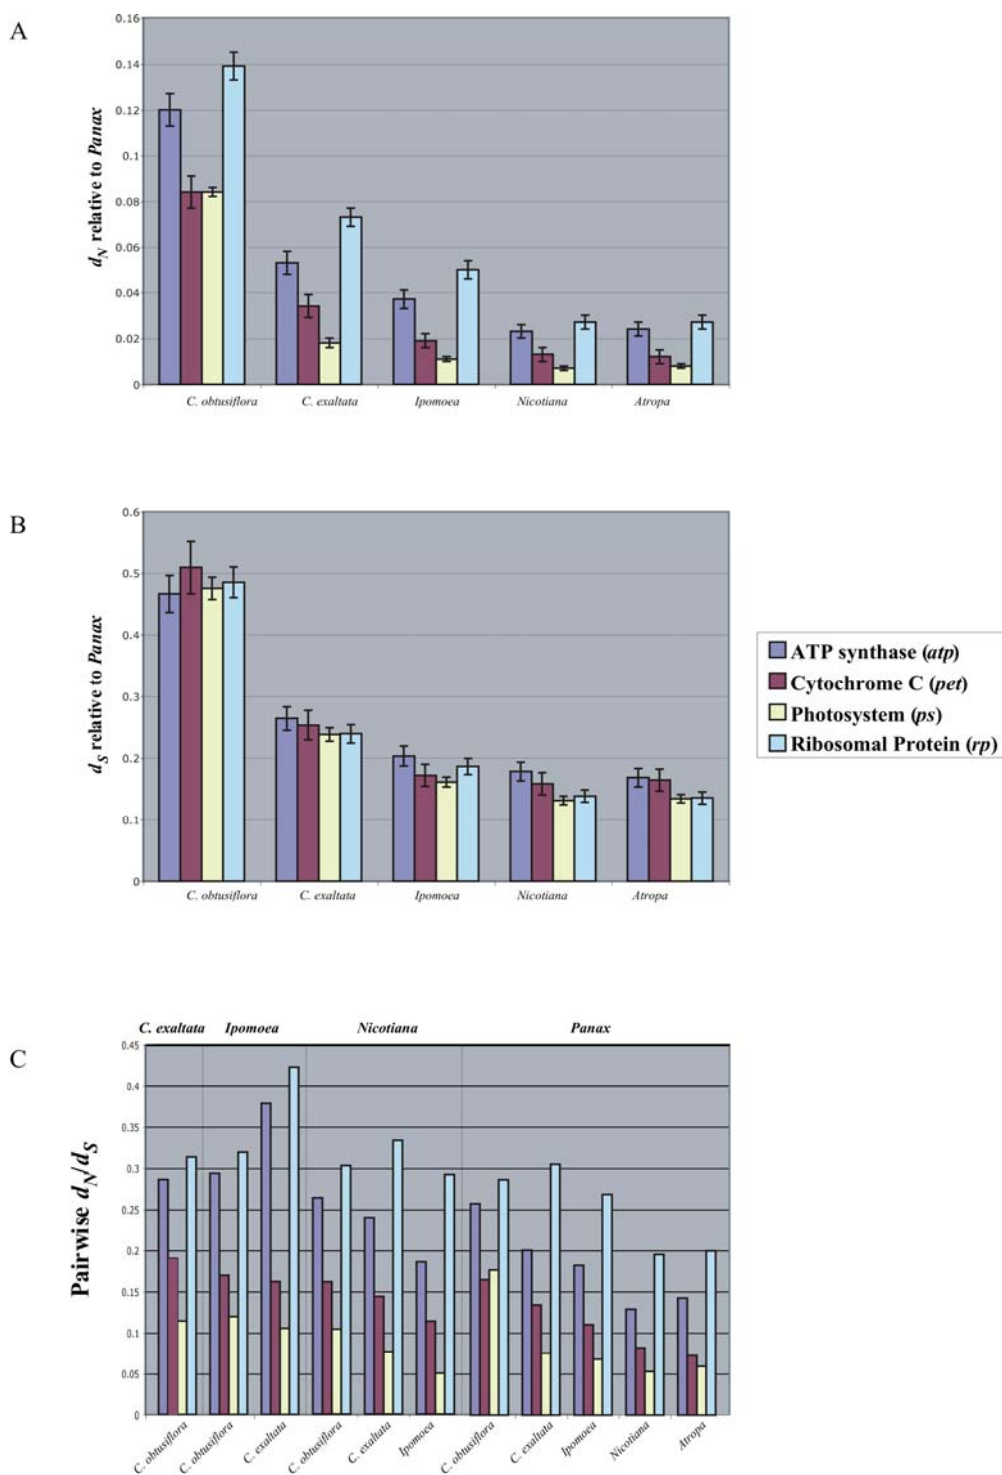 A
d_N relative to Panax
0.16
0.14
0.12
0.1
0.08
0.06
0.04
0.02
0
C. obtusiflora C. exaltata Ipomoea Nicotiana Atropa
B
d_S relative to Panax
0.6
0.5
0.4
0.3
0.2
0.1
0
C. obtusiflora C. exaltata Ipomoea Nicotiana Atropa
ATP synthase (atp)
Cytochrome C (pet)
Photosystem (ps)
Ribosomal Protein (rp)
C. exaltata Ipomoea Nicotiana Panax
C
Pairwise d_N/d_S
0.45
0.4
0.35
0.3
0.25
0.2
0.15
0.1
0.05
0
C. obtusiflora C. obtusiflora C. exaltata C. obtusiflora C. exaltata Ipomoea C. obtusiflora C. exaltata Ipomoea Nicotiana Atropa